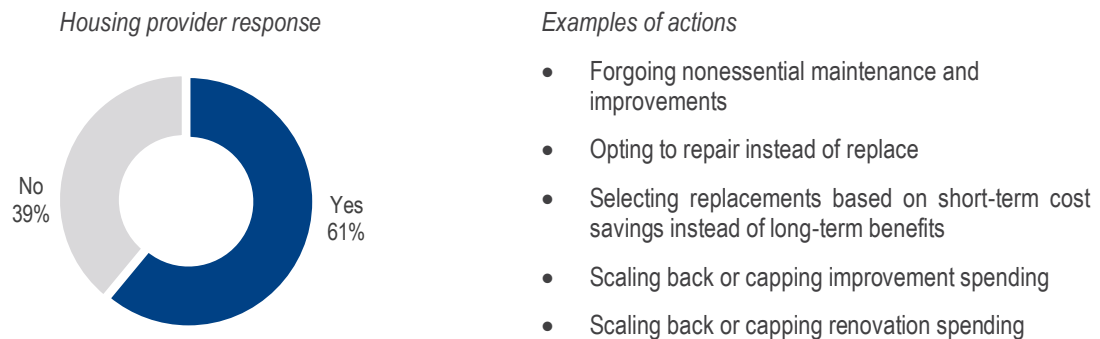 Housing provider response
No
39%
Yes
61%
Examples of actions
• Forgoing nonessential maintenance and
improvements
• Opting to repair instead of replace
• Selecting replacements based on short-term cost
savings instead of long-term benefits
• Scaling back or capping improvement spending
• Scaling back or capping renovation spending